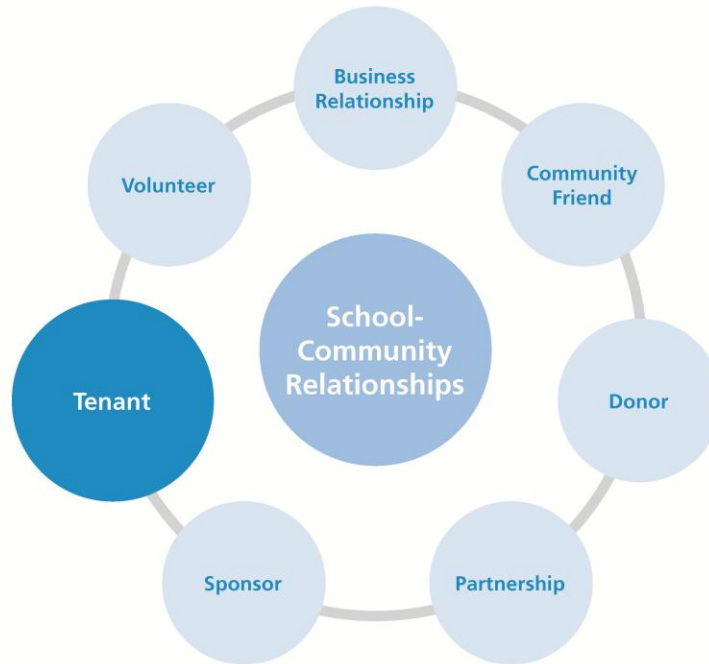 Business
Relationship
Community
Friend
Donor
Partnership
Sponsor
Tenant
Volunteer
School-
Community
Relationships